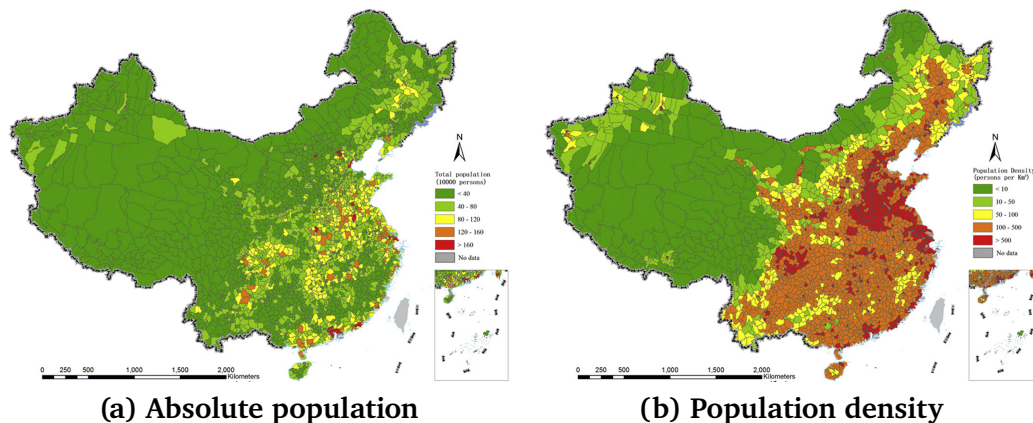 N
Total population
(10000 persons)
< 40
40 - 80
80 - 120
120 - 160
> 160
No data
0 250 500 1,000 1,500 2,000
Kilometers
(a) Absolute population
N
Population Density
(persons per Km²)
< 10
10 - 50
50 - 100
100 - 500
> 500
No data
0 250 500 1,000 1,500 2,000
Kilometers
(b) Population density